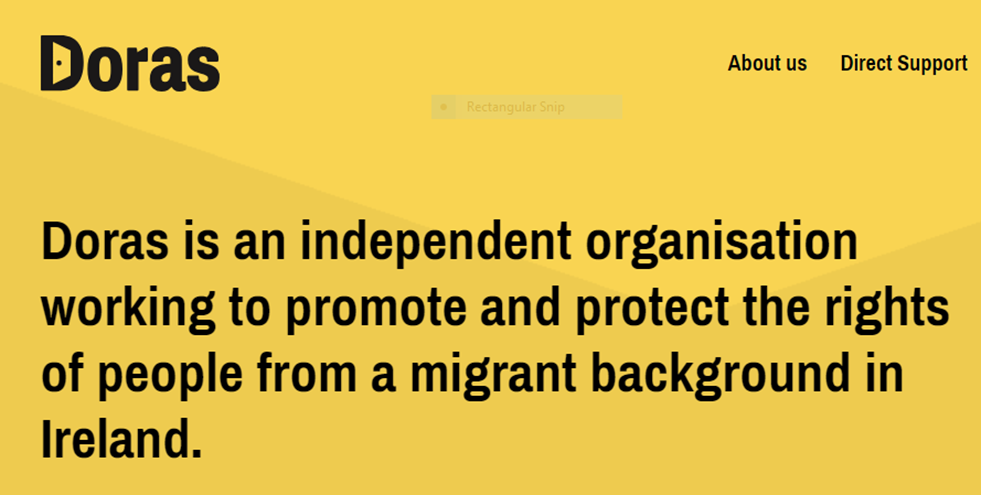 Doras
About us Direct Support
Rectangular Snip
Doras is an independent organisation
working to promote and protect the rights
of people from a migrant background in
Ireland.